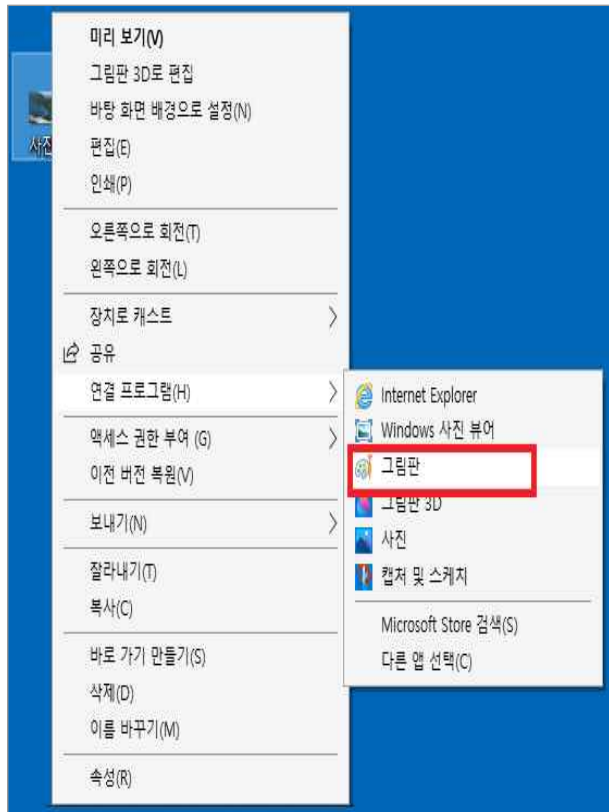 미리 보기(V)
그림판 3D로 편집
바탕 화면 배경으로 설정(N)
편집(E)
인쇄(P)
오른쪽으로 회전(T)
왼쪽으로 회전(L)
장치로 캐스트
공유
연결 프로그램(H)
액세스 권한 부여 (G)
이전 버전 복원(V)
보내기(N)
잘라내기(T)
복사(C)
바로 가기 만들기(S)
삭제(D)
이름 바꾸기(M)
속성(R)
사진
Internet Explorer
Windows 사진 뷰어
그림판
그림판 3D
사진
캡처 및 스케치
Microsoft Store 검색(S)
다른 앱 선택(C)